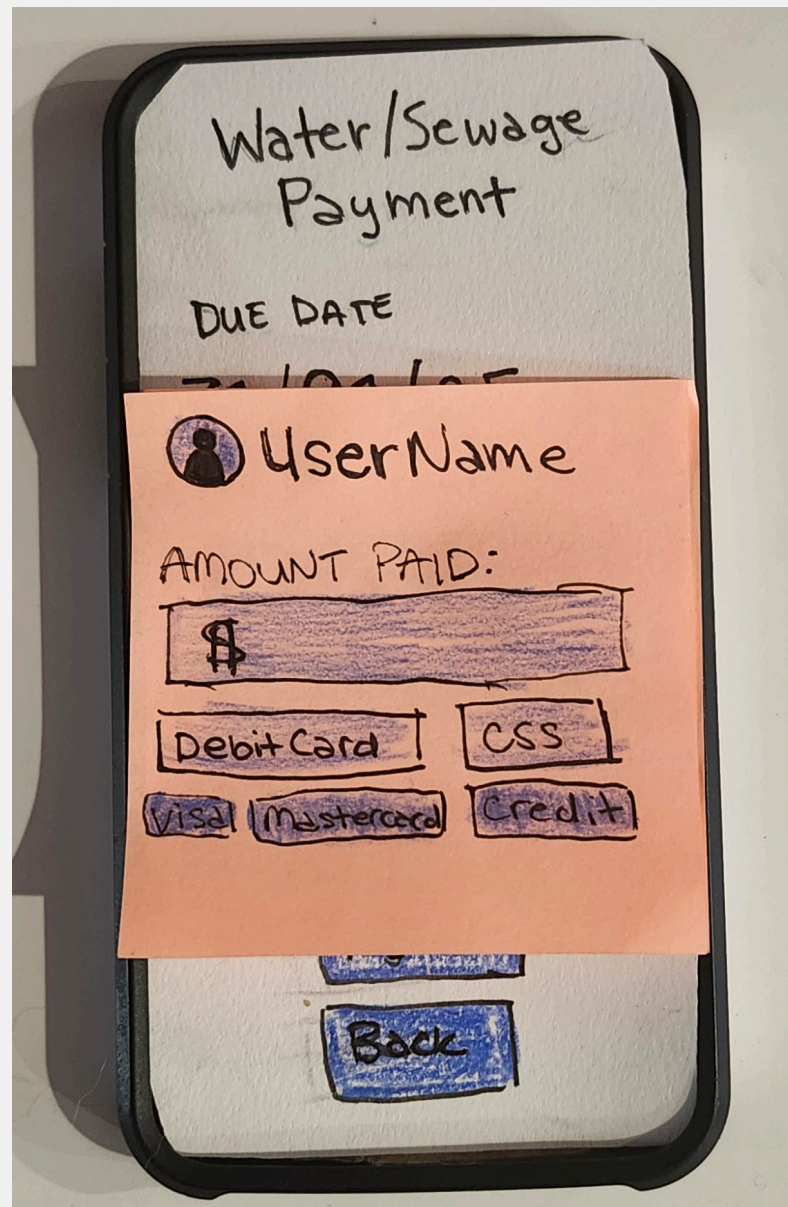 Water/Sewage
Payment
DUE DATE
UserName
AMOUNT PAID:
$
Debit Card CSS
Visa Mastercard Credit
Back